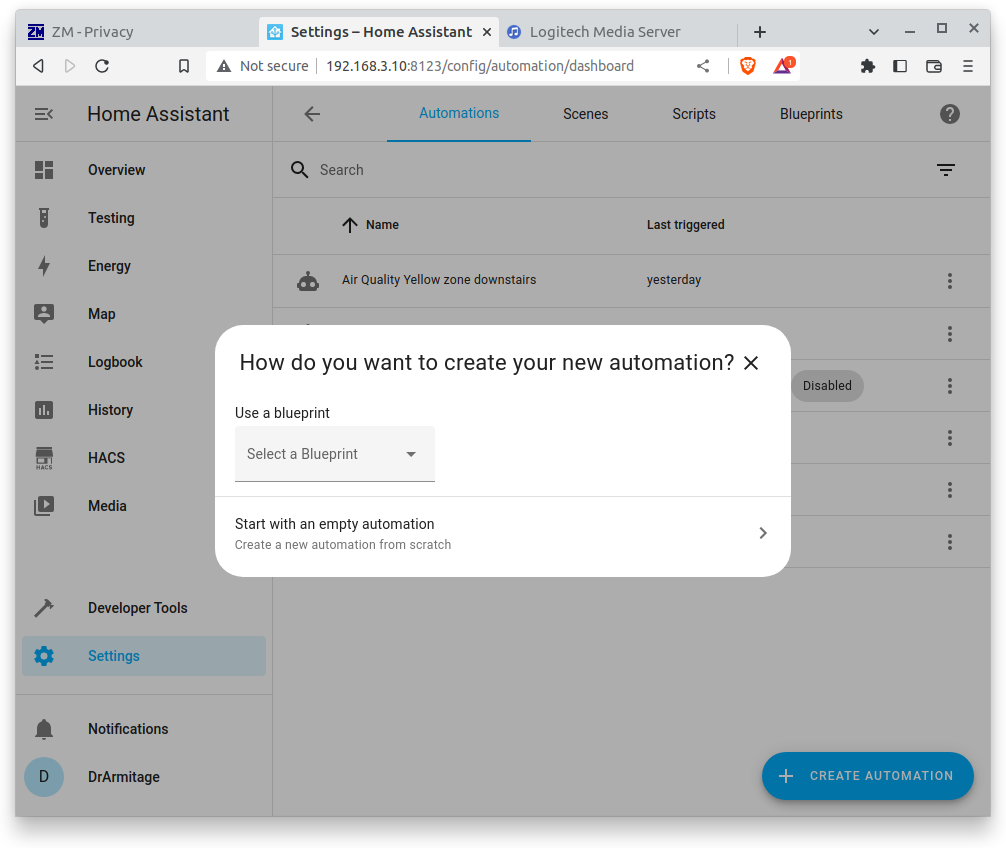 ZM - Privacy
Settings – Home Assistant
Logitech Media Server
Not secure
192.168.3.10:8123/config/automation/dashboard
1
Home Assistant
Automations
Scenes
Scripts
Blueprints
Overview
Testing
Energy
Map
Logbook
History
HACS
Media
Developer Tools
Settings
Notifications
D
DrArmitage
Search
Name
Last triggered
Air Quality Yellow zone downstairs
yesterday
Disabled
How do you want to create your new automation?
Use a blueprint
Select a Blueprint
Start with an empty automation
Create a new automation from scratch
CREATE AUTOMATION
ZM
HACS
?